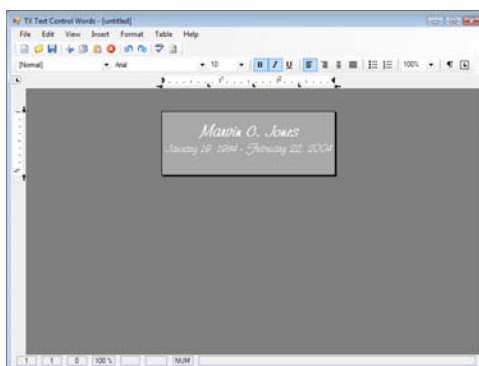 TX Text Control Words - [untitled]
File Edit View Insert Format Table Help
[Normal] Arial 10 B I U 100%
Marvin O. Jones
January 19, 1984 - February 22, 2004
1 1 0 100 % NUM